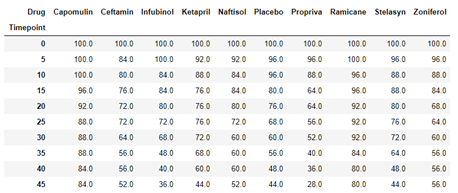 Drug Capomulin Ceftamin Infubinol Ketapril Naftisol Placebo Propriva Ramicane Stelasyn Zoniferol
Timepoint
0 100.0 100.0 100.0 100.0 100.0 100.0 100.0 100.0 100.0 100.0
5 100.0 84.0 100.0 92.0 92.0 96.0 96.0 100.0 96.0 96.0
10 100.0 80.0 84.0 88.0 84.0 96.0 92.0 96.0 88.0 88.0
15 96.0 76.0 84.0 76.0 84.0 80.0 64.0 96.0 88.0 84.0
20 92.0 72.0 80.0 76.0 80.0 76.0 64.0 92.0 80.0 68.0
25 88.0 72.0 72.0 76.0 72.0 68.0 56.0 92.0 76.0 64.0
30 88.0 64.0 68.0 72.0 60.0 60.0 52.0 92.0 72.0 60.0
35 88.0 56.0 48.0 68.0 60.0 56.0 40.0 84.0 64.0 56.0
40 84.0 56.0 40.0 60.0 60.0 48.0 36.0 80.0 48.0 56.0
45 84.0 52.0 36.0 44.0 52.0 44.0 28.0 80.0 44.0 56.0